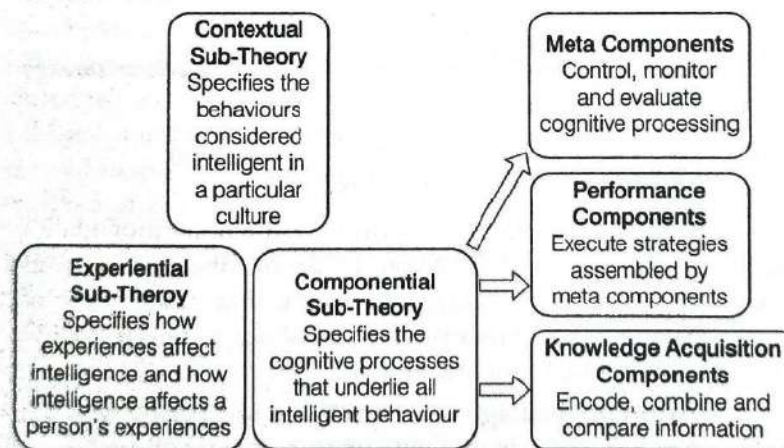 Contextual
Sub-Theory
Specifies the
behaviours
considered
intelligent in
a particular
culture
Meta Components
Control, monitor
and evaluate
cognitive processing
Performance
Components
Execute strategies
assembled by
meta components
Experiential
Sub-Theroy
Specifies how
experiences affect
intelligence and how
intelligence affects a
person's experiences
Componential
Sub-Theory
Specifies the
cognitive processes
that underlie all
intelligent behaviour
Knowledge Acquisition
Components
Encode, combine and
compare information